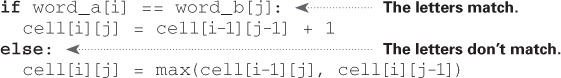 if word_a[i] == word_b[j]: The letters match.
  cell[i][j] = cell[i-1][j-1] + 1
else: The letters don’t match.
  cell[i][j] = max(cell[i-1][j], cell[i][j-1])